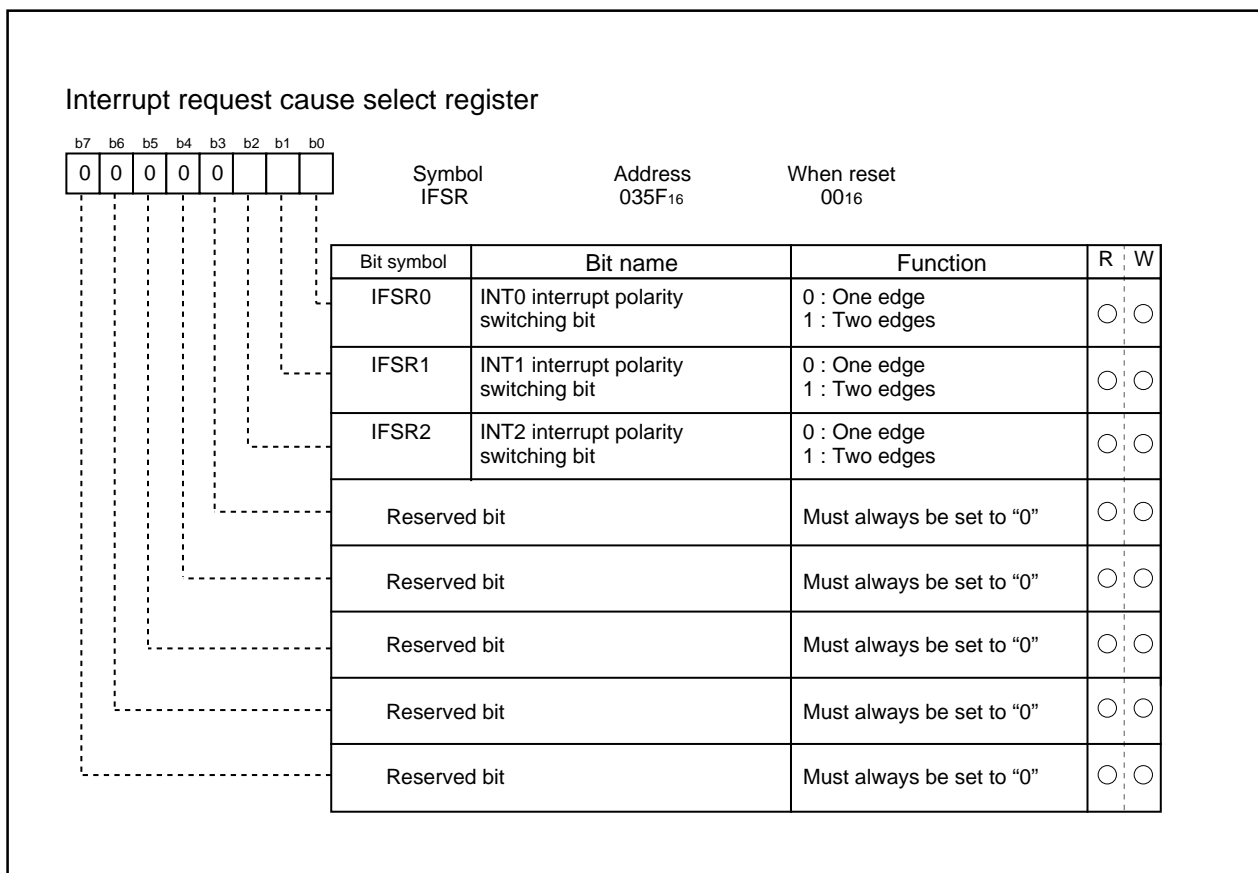 Interrupt request cause select register
b7 b6 b5 b4 b3 b2 b1 b0
0 0 0 0 0
Symbol Address When reset
IFSR 035F16 0016
Bit symbol Bit name Function R W
IFSR0 INT0 interrupt polarity 0 : One edge
switching bit 1 : Two edges
IFSR1 INT1 interrupt polarity 0 : One edge
switching bit 1 : Two edges
IFSR2 INT2 interrupt polarity 0 : One edge
switching bit 1 : Two edges
Reserved bit Must always be set to “0”
Reserved bit Must always be set to “0”
Reserved bit Must always be set to “0”
Reserved bit Must always be set to “0”
Reserved bit Must always be set to “0”